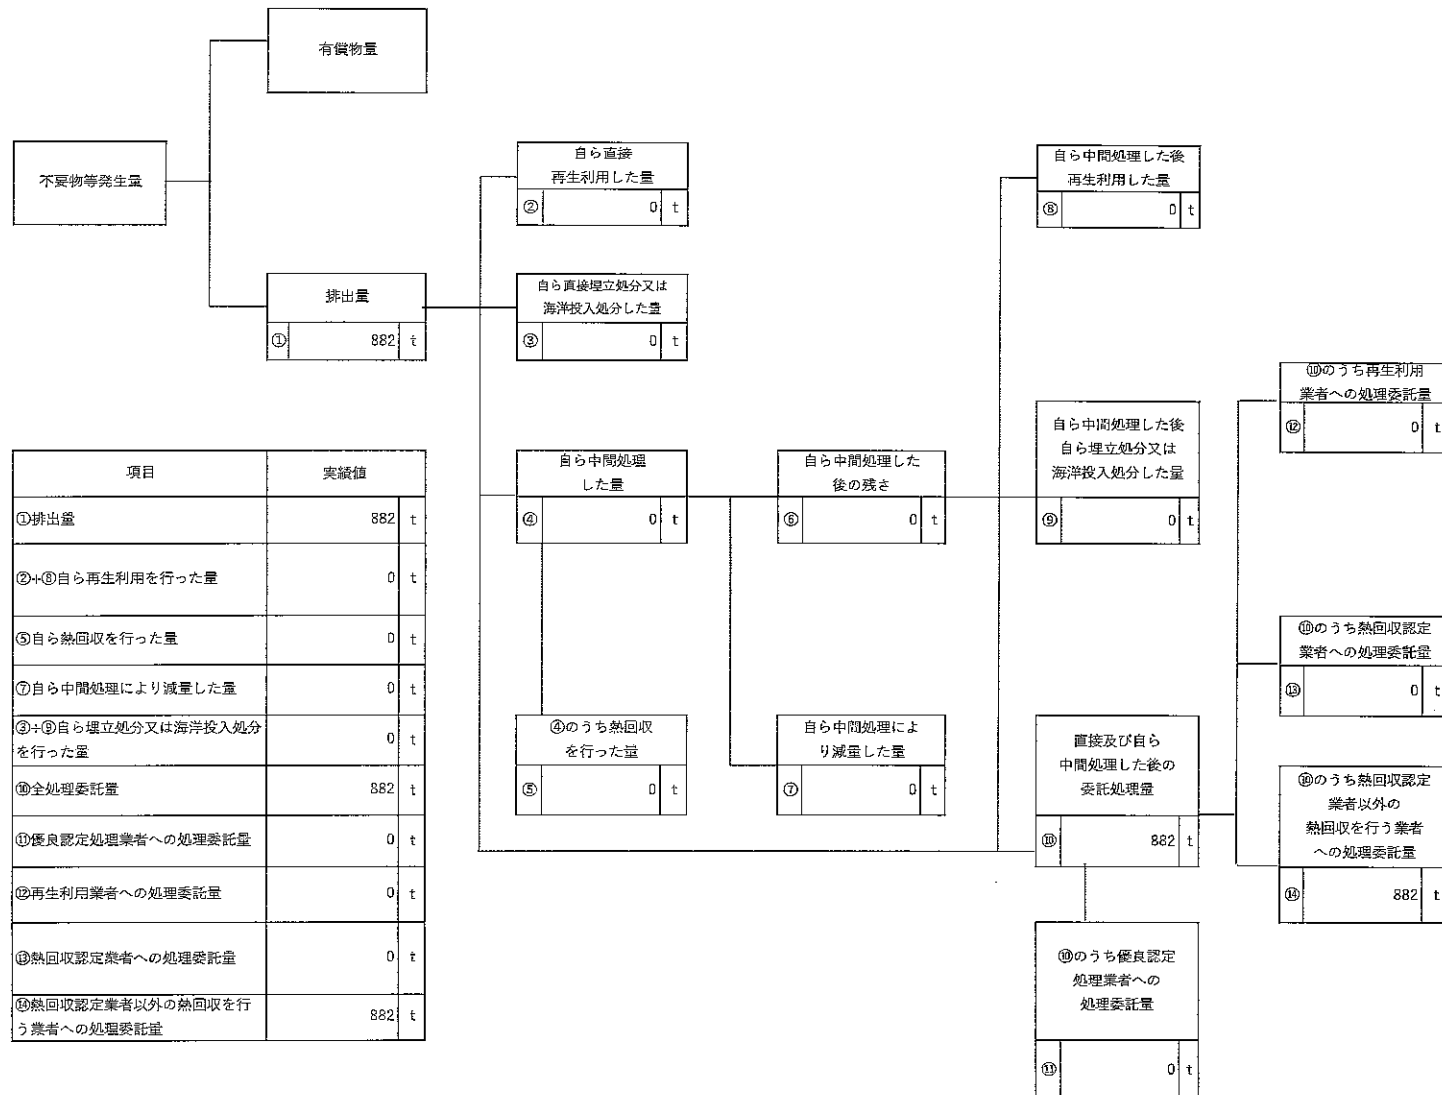 有償物量
不要物等発生量
排出量
① 882 t
自ら直接
再生利用した量
② 0 t
自ら直接埋立処分又は
海洋投入処分した量
③ 0 t
自ら中間処理
した量
④ 0 t
④のうち熱回収
を行った量
⑤ 0 t
自ら中間処理した
後の残さ
⑥ 0 t
自ら中間処理によ
り減量した量
⑦ 0 t
自ら中間処理した後
再生利用した量
⑧ 0 t
自ら中間処理した後
自ら埋立処分又は
海洋投入処分した量
⑨ 0 t
直接及び自ら
中間処理した後の
委託処理量
⑩ 882 t
⑩のうち優良認定
処理業者への
処理委託量
⑪ 0 t
⑩のうち再生利用
業者への処理委託量
⑫ 0 t
⑩のうち熱回収認定
業者への処理委託量
⑬ 0 t
⑩のうち熱回収認定
業者以外の
熱回収を行う業者
への処理委託量
⑭ 882 t
項目 実績値
①排出量 882 t
②+⑧自ら再生利用を行った量 0 t
⑤自ら熱回収を行った量 0 t
⑦自ら中間処理により減量した量 0 t
③+⑨自ら埋立処分又は海洋投入処分
を行った量 0 t
⑩全処理委託量 882 t
⑪優良認定処理業者への処理委託量 0 t
⑫再生利用業者への処理委託量 0 t
⑬熱回収認定業者への処理委託量 0 t
⑭熱回収認定業者以外の熱回収を行
う業者への処理委託量 882 t